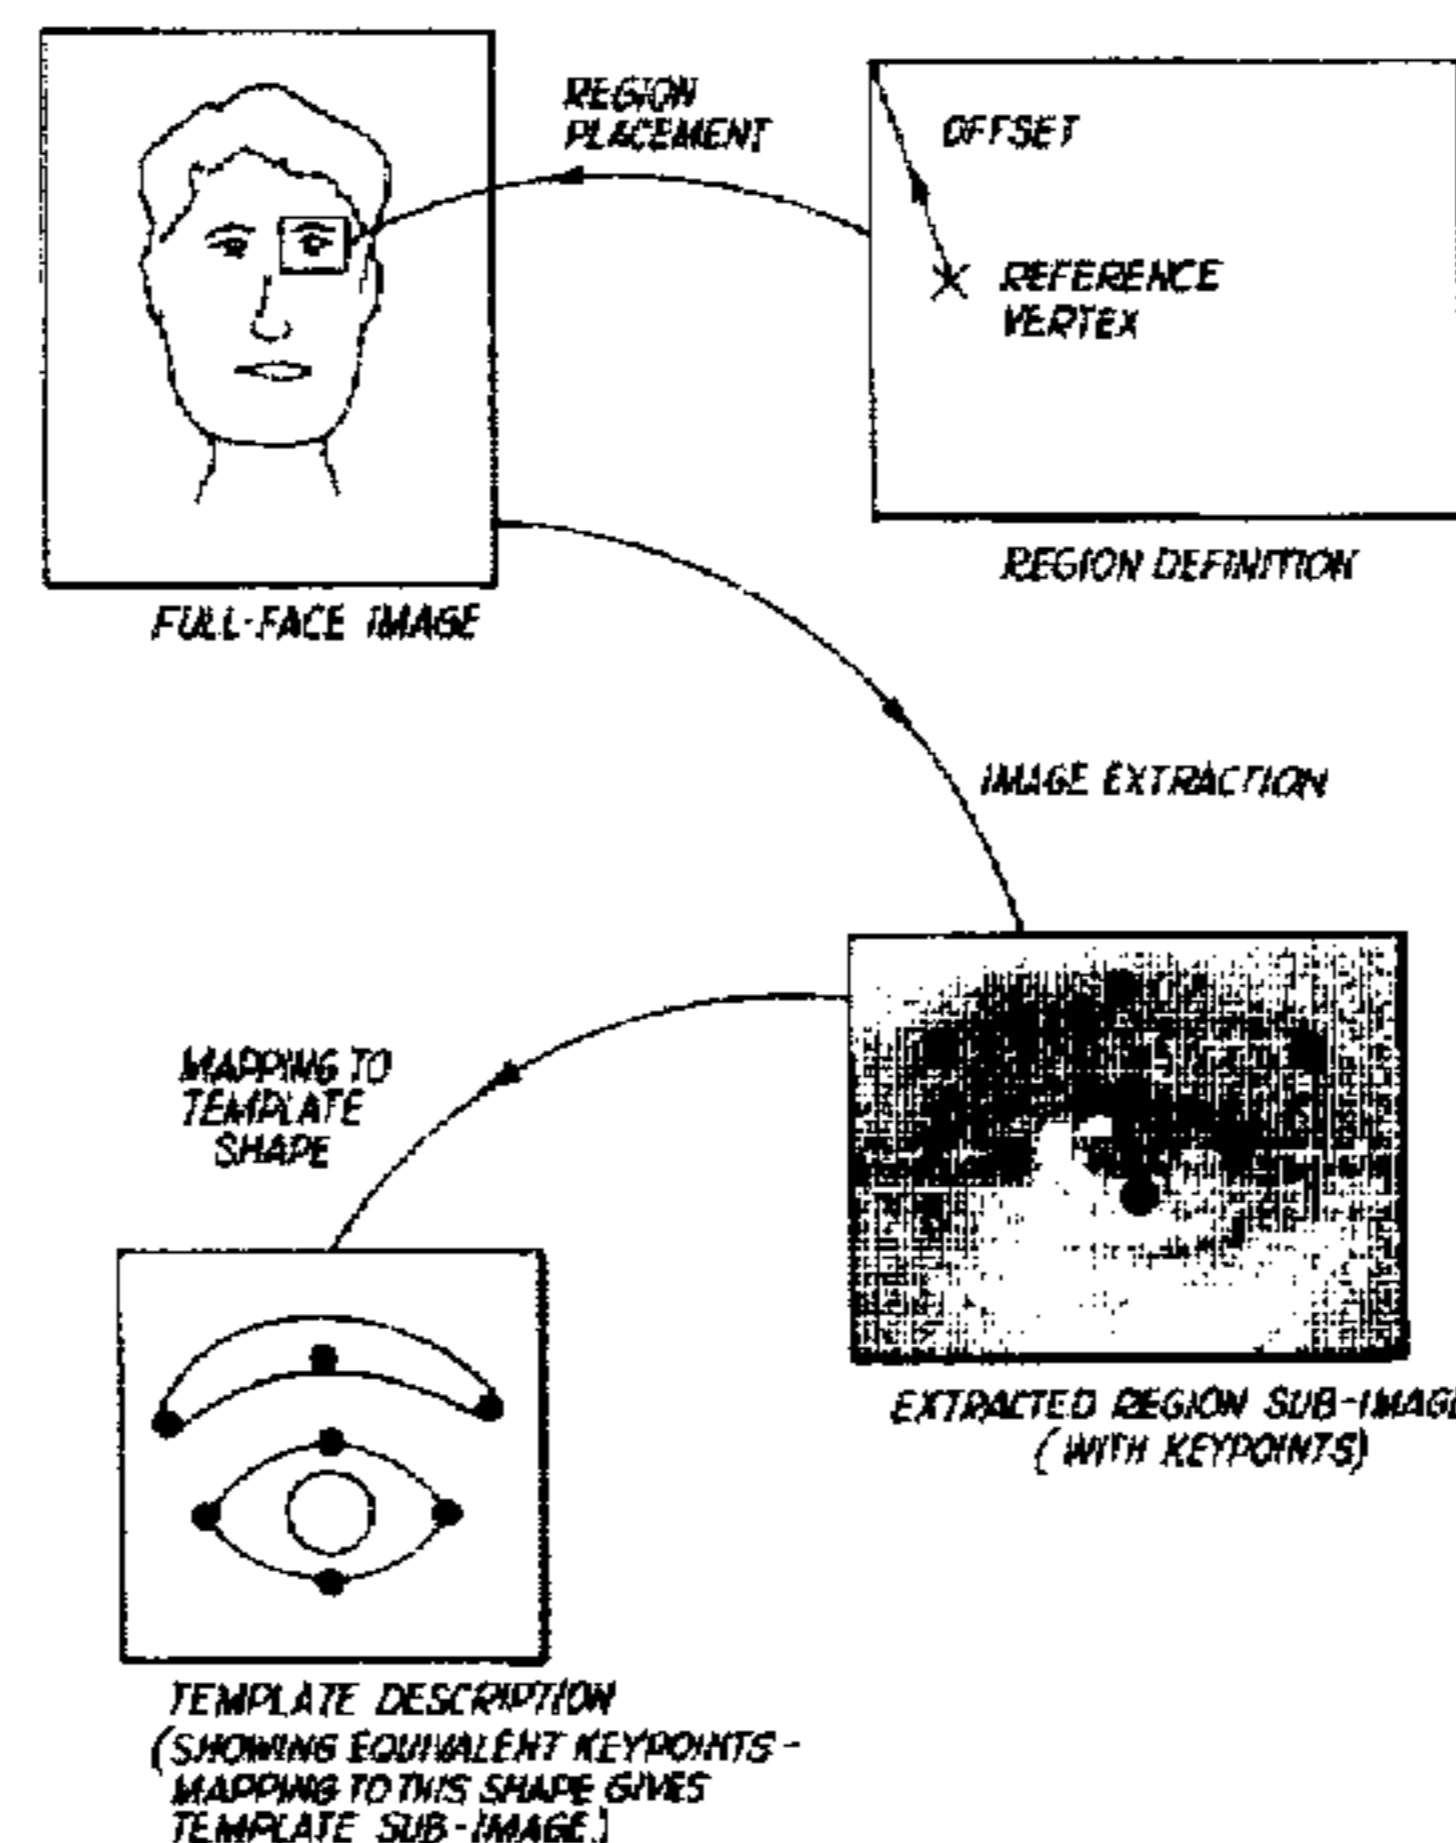 REGION
PLACEMENT
OFFSET
REFERENCE
VERTEX
REGION DEFINITION
FULL-FACE IMAGE
IMAGE EXTRACTION
MAPPING TO
TEMPLATE
SHAPE
EXTRACTED REGION SUB-IMAGE
(WITH KEYPOINTS)
TEMPLATE DESCRIPTION
(SHOWING EQUIVALENT KEYPOINTS-
MAPPING TO THIS SHAPE GIVES
TEMPLATE SUB-IMAGE)